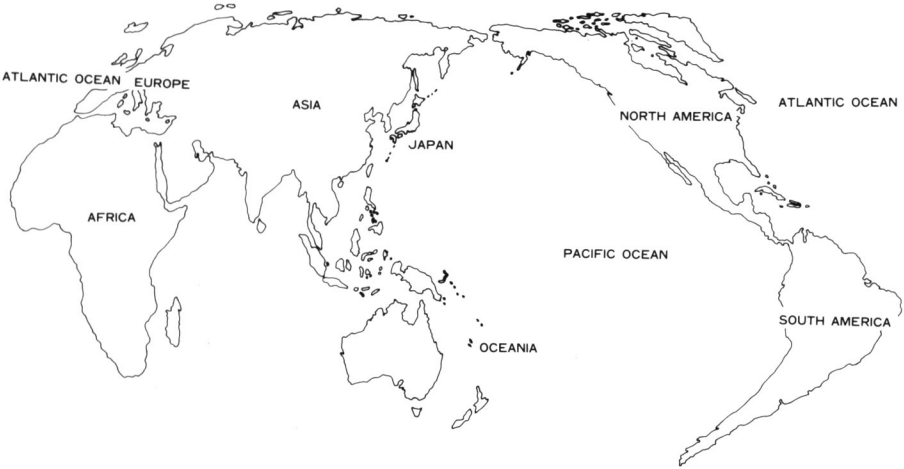 ATLANTIC OCEAN
EUROPE
ASIA
NORTH AMERICA
ATLANTIC OCEAN
JAPAN
AFRICA
PACIFIC OCEAN
SOUTH AMERICA
OCEANIA